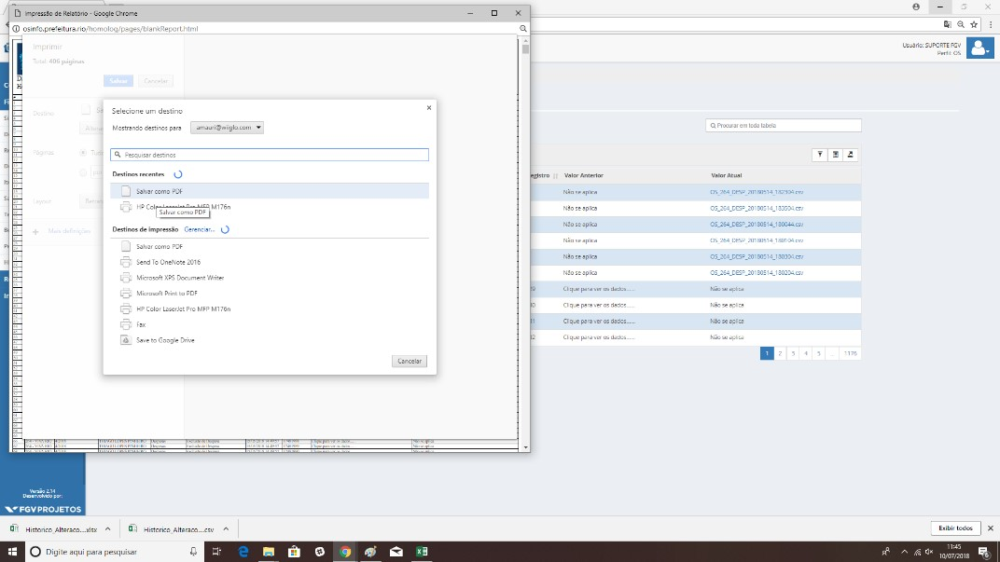 Impressão de Relatório - Google Chrome
osinfo.prefeitura.rio/homolog/pages/blankReport.html
Imprimir
Total: 406 páginas
Salvar
Cancelar
Destino
Páginas
Layout
Mais definições
Selecione um destino
Mostrando destinos para
amauri@wiiglo.com
Pesquisar destinos
Destinos recentes
Salvar como PDF
HP Color LaserJet Pro MFP M176n
Salvar como PDF
Destinos de impressão
Gerenciar...
Salvar como PDF
Send To OneNote 2016
Microsoft XPS Document Writer
Microsoft Print to PDF
HP Color LaserJet Pro MFP M176n
Fax
Save to Google Drive
Cancelar
Usuário: SUPORTE FGV
Perfil: OS
Procurar em toda tabela
egistro
Valor Anterior
Valor Atual
Não se aplica
OS_264_DESP_20180514_182304.csv
Não se aplica
OS_264_DESP_20180514_183504.csv
Não se aplica
OS_264_DESP_20180514_180644.csv
Não se aplica
OS_264_DESP_20180514_180104.csv
Não se aplica
OS_264_DESP_20180514_180304.csv
Não se aplica
OS_264_DESP_20180514_180204.csv
Clique para ver os dados......
Não se aplica
Clique para ver os dados......
Não se aplica
Clique para ver os dados......
Não se aplica
Clique para ver os dados......
Não se aplica
1 2 3 4 5 ... 1176
Versão 2.14
Desenvolvido por:
FGV PROJETOS
Historico_Alteraco....xlsx
Historico_Alteraco....csv
Exibir todos
Digite aqui para pesquisar
11:45
10/07/2018